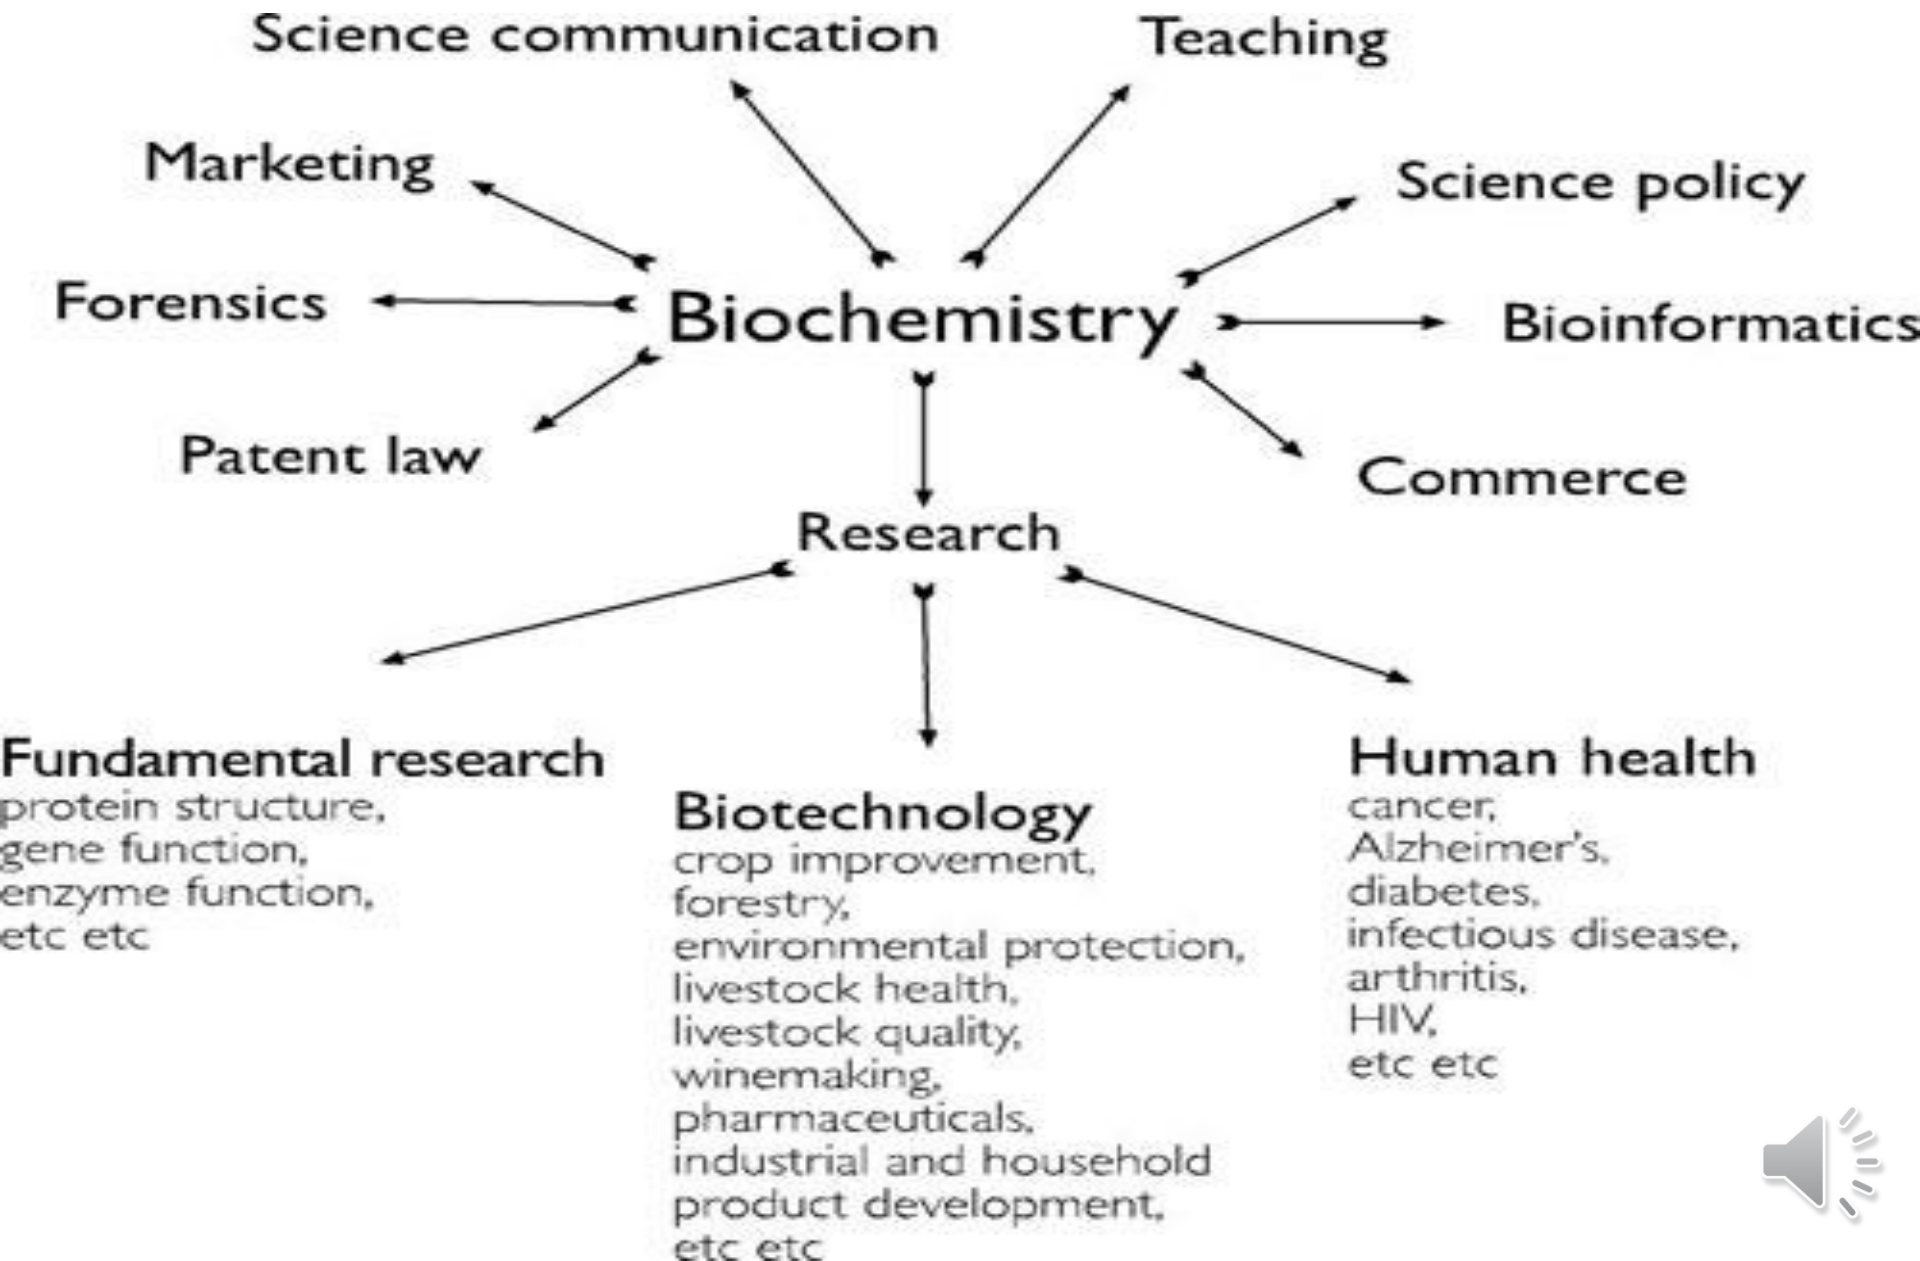 Science communication
Teaching
Marketing
Science policy
Forensics
Biochemistry
Bioinformatics
Patent law
Commerce
Research
Fundamental research
protein structure,
gene function,
enzyme function,
etc etc
Biotechnology
crop improvement,
forestry,
environmental protection,
livestock health,
livestock quality,
winemaking,
pharmaceuticals,
industrial and household
product development,
etc etc
Human health
cancer,
Alzheimer's,
diabetes,
infectious disease,
arthritis,
HIV,
etc etc